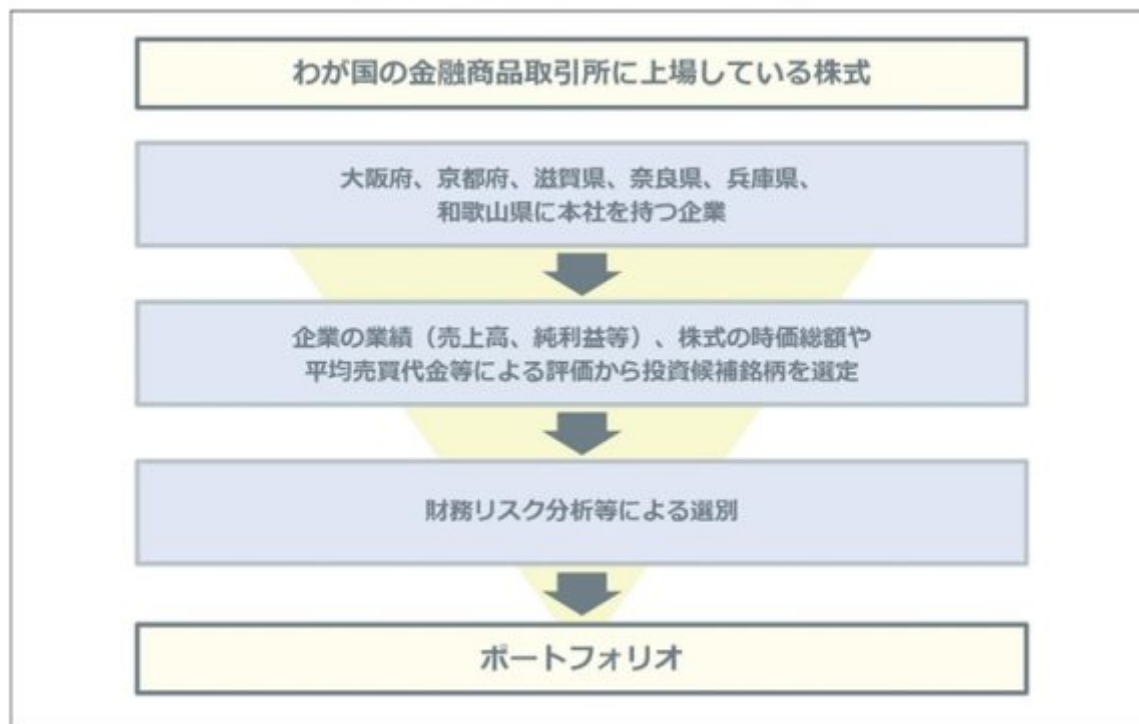 わが国の金融商品取引所に上場している株式
大阪府、京都府、滋賀県、奈良県、兵庫県、
和歌山県に本社を持つ企業
企業の業績（売上高、純利益等）、株式の時価総額や
平均売買代金等による評価から投資候補銘柄を選定
財務リスク分析等による選別
ポートフォリオ